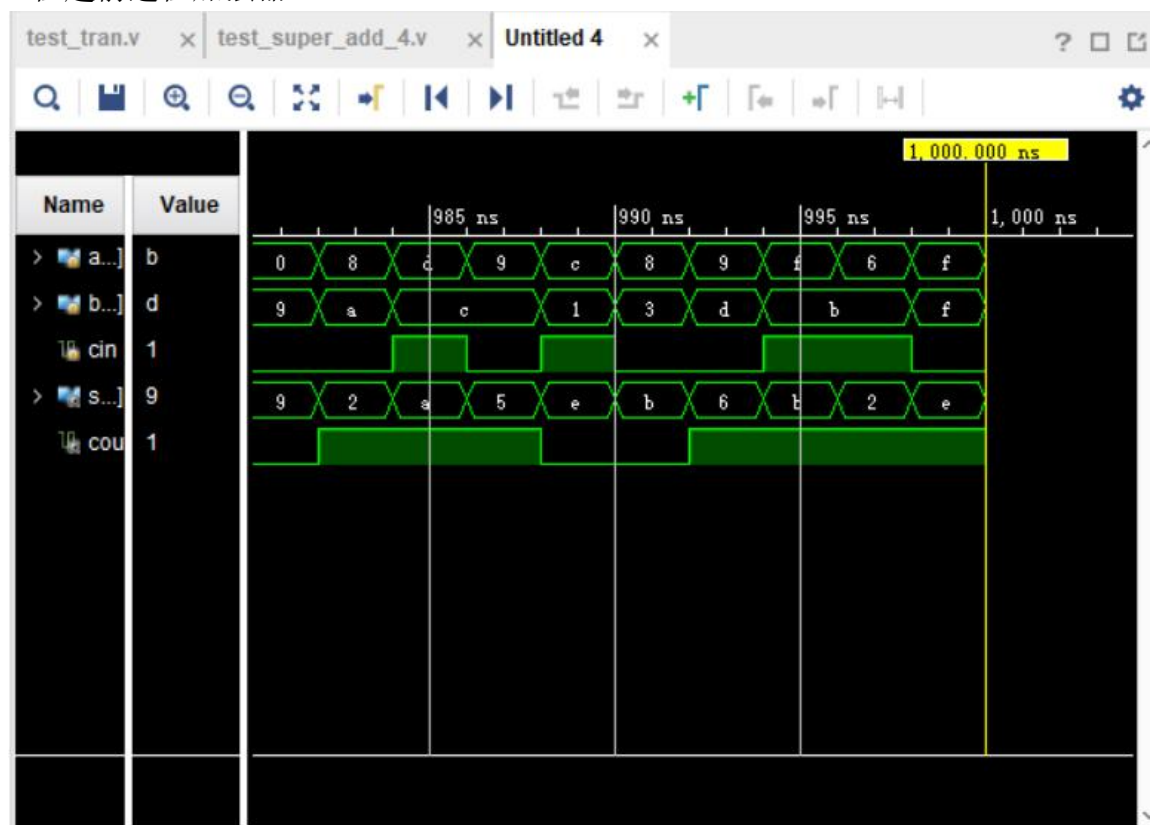 test_tran.v × test_super_add_4.v × Untitled 4 × ?
1,000.000 ns
Name Value 985 ns 990 ns 995 ns 1,000 ns
a...] b 0 8 d 9 c 8 9 f 6 f
b...] d 9 a c 1 3 d b f
cin 1
s...] 9 9 2 a 5 e b 6 b 2 e
cou 1